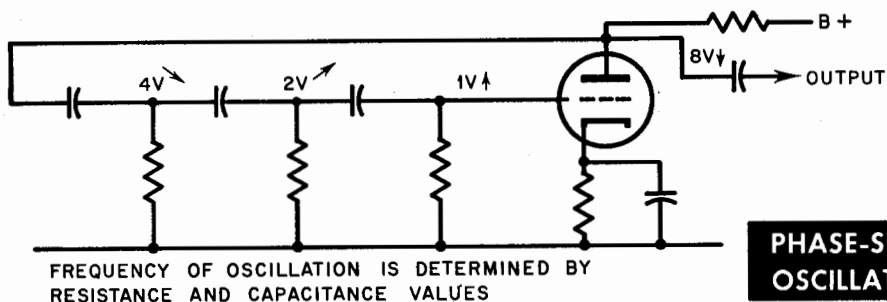 B+
8V
4V
2V
1V
OUTPUT
FREQUENCY OF OSCILLATION IS DETERMINED BY
RESISTANCE AND CAPACITANCE VALUES
PHASE-S
OSCILLAT